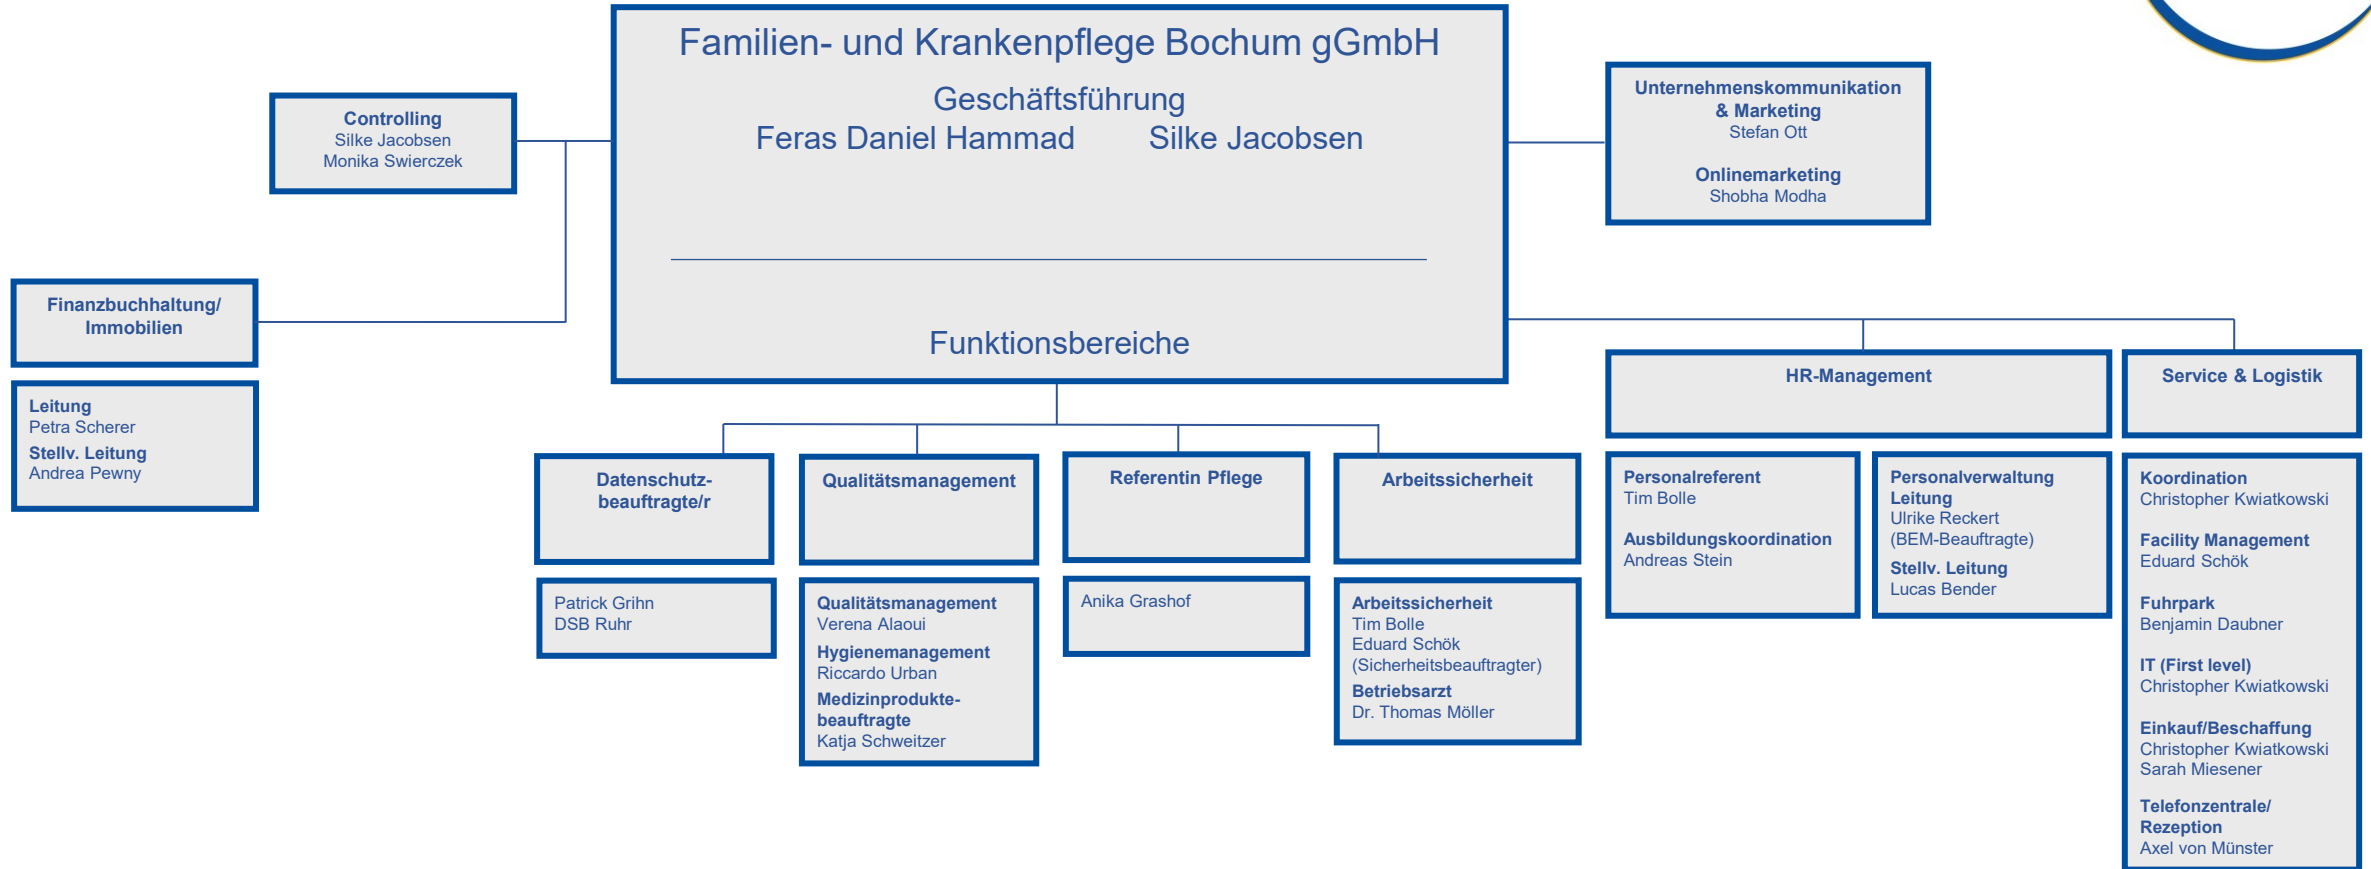 Familien- und Krankenpflege Bochum gGmbH
Geschäftsführung
Feras Daniel Hammad Silke Jacobsen
Funktionsbereiche
Controlling
Silke Jacobsen
Monika Swierczek
Unternehmenskommunikation
& Marketing
Stefan Ott
Onlinemarketing
Shobha Modha
Finanzbuchhaltung/
Immobilien
Leitung
Petra Scherer
Stellv. Leitung
Andrea Pewny
Datenschutz-
beauftragte/r
Patrick Grihn
DSB Ruhr
Qualitätsmanagement
Qualitätsmanagement
Verena Alaoui
Hygienemanagement
Riccardo Urban
Medizinprodukte-
beauftragte
Katja Schweitzer
Referentin Pflege
Anika Grashof
Arbeitssicherheit
Arbeitssicherheit
Tim Bolle
Eduard Schök
(Sicherheitsbeauftragter)
Betriebsarzt
Dr. Thomas Möller
HR-Management
Personalreferent
Tim Bolle
Ausbildungskoordination
Andreas Stein
Personalverwaltung
Leitung
Ulrike Reckert
(BEM-Beauftragte)
Stellv. Leitung
Lucas Bender
Service & Logistik
Koordination
Christopher Kwiatkowski
Facility Management
Eduard Schök
Fuhrpark
Benjamin Daubner
IT (First level)
Christopher Kwiatkowski
Einkauf/Beschaffung
Christopher Kwiatkowski
Sarah Miesener
Telefonzentrale/
Rezeption
Axel von Münster